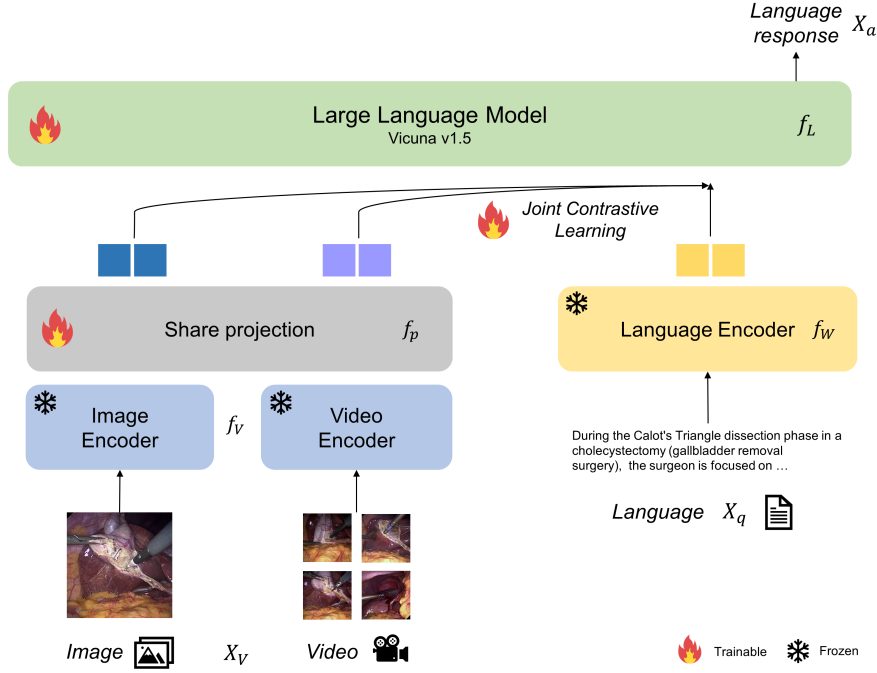 Language
response X_a
Large Language Model
Vicuna v1.5
f_L
Joint Contrastive
Learning
Share projection f_p
Language Encoder f_W
Image
Encoder
f_V
Video
Encoder
During the Calot's Triangle dissection phase in a
cholecystectomy (gallbladder removal
surgery), the surgeon is focused on ...
Language X_q
Image X_V Video
Trainable Frozen